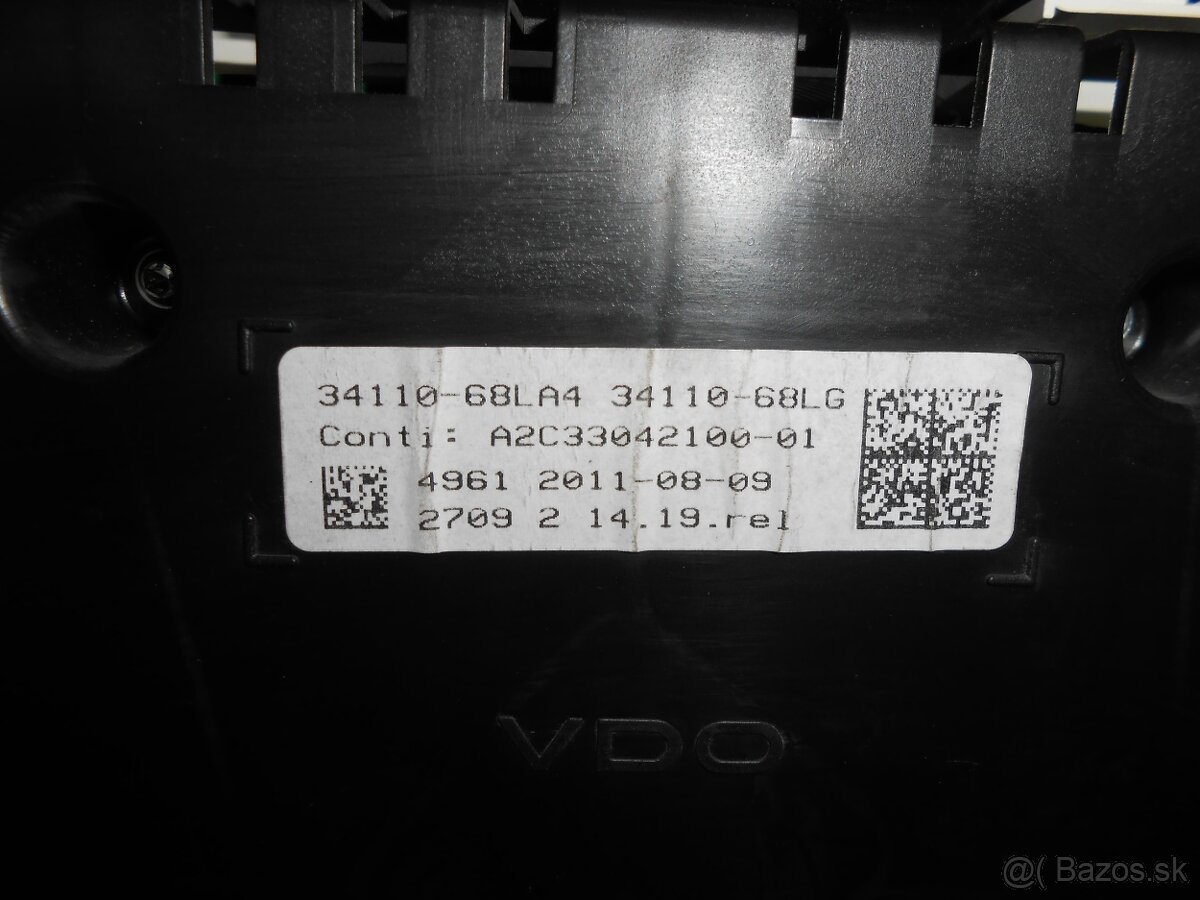 34110-68LA4 34110-68LG
Conti: A2C33042100-01
4961 2011-08-09
2709 2 14.19.rel
VDO
@( Bazos.sk